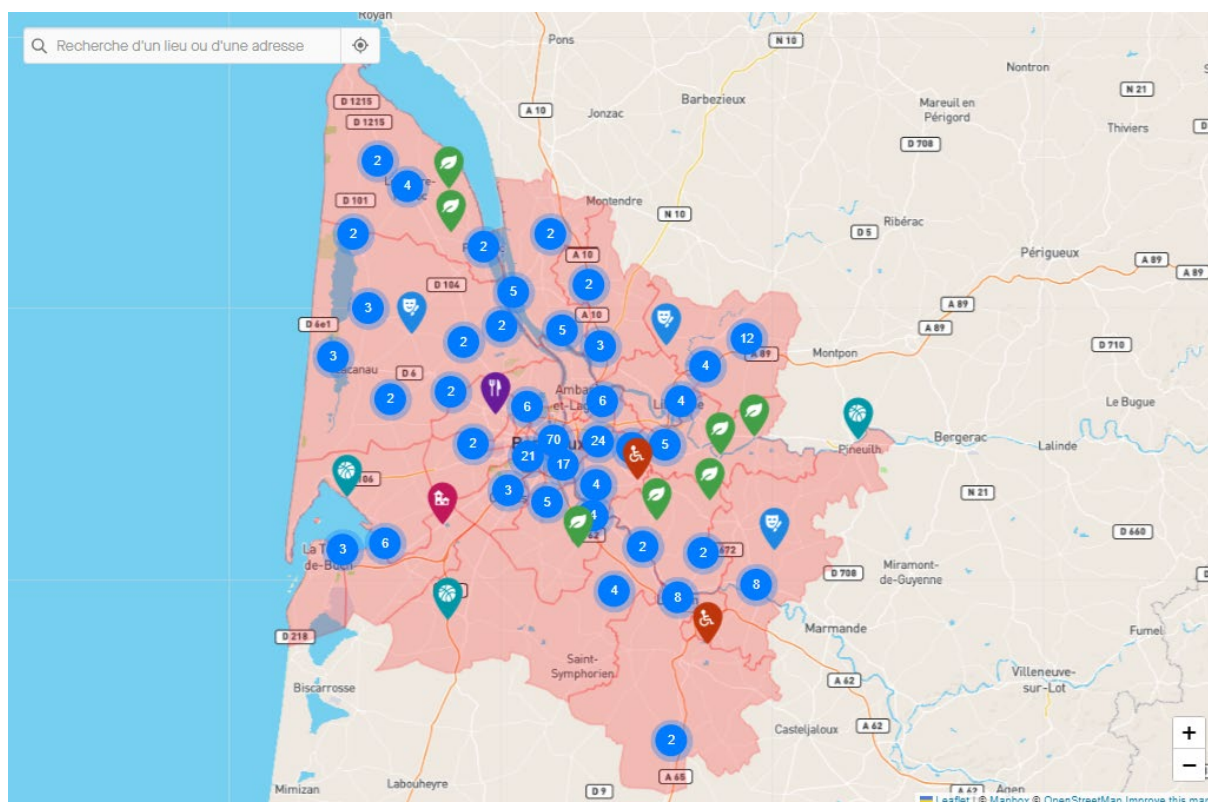 Royan
Recherche d'un lieu ou d'une adresse
Pons
N 10
Nontron
N 21
D 1215
A 10
Jonzac
Barbezieux
Mareuil en
Périgord
D 1215
Thiviers
D 708
2
4
D 101
Montendre
N 10
Ribérac
D 5
2
2
2
Périgueux
A 10
A 89
A 89
D 104
2
5
3
A 89
D 6e1
2
5
A 10
A 89
2
3
12
D 710
3
A 89
Montpon
4
D 6
2
2
6
6
4
Le Bugue
Pineuilh
Bergerac
Lalinde
2
70
24
5
21
17
3
5
4
N 21
4
D 660
3
6
2
2
672
Miramont-
de-Guyenne
D 708
4
8
8
Marmande
Fumel
D 218
Saint-
Symphorien
A 62
Villeneuve-
sur-Lot
Biscarrosse
Casteljaloux
A 62
2
A 65
Mimizan
Labouheyre
D 9
A 62
Agen
+
−
Leaflet | © Mapbox © OpenStreetMap Improve this map